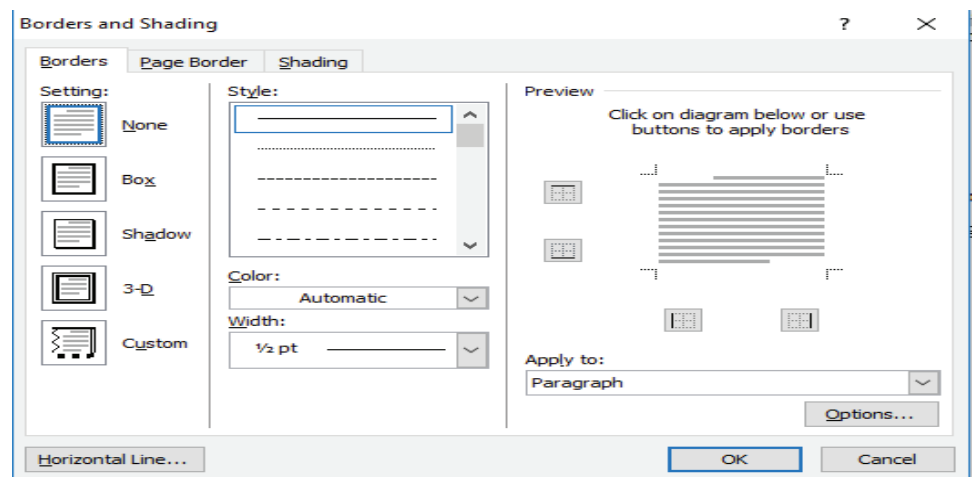 Borders and Shading ?
Borders Page Border Shading
Setting:
None
Box
Shadow
3-D
Custom
Style:
Color:
Automatic
Width:
½ pt
Preview
Click on diagram below or use
buttons to apply borders
Apply to:
Paragraph
Options...
Horizontal Line...
OK
Cancel